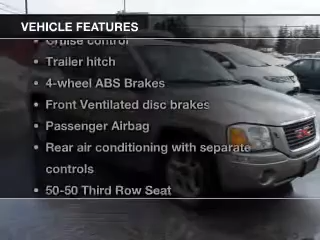 VEHICLE FEATURES
• Cruise control
• Trailer hitch
• 4-wheel ABS Brakes
• Front Ventilated disc brakes
• Passenger Airbag
• Rear air conditioning with separate
controls
• 50-50 Third Row Seat
GMC